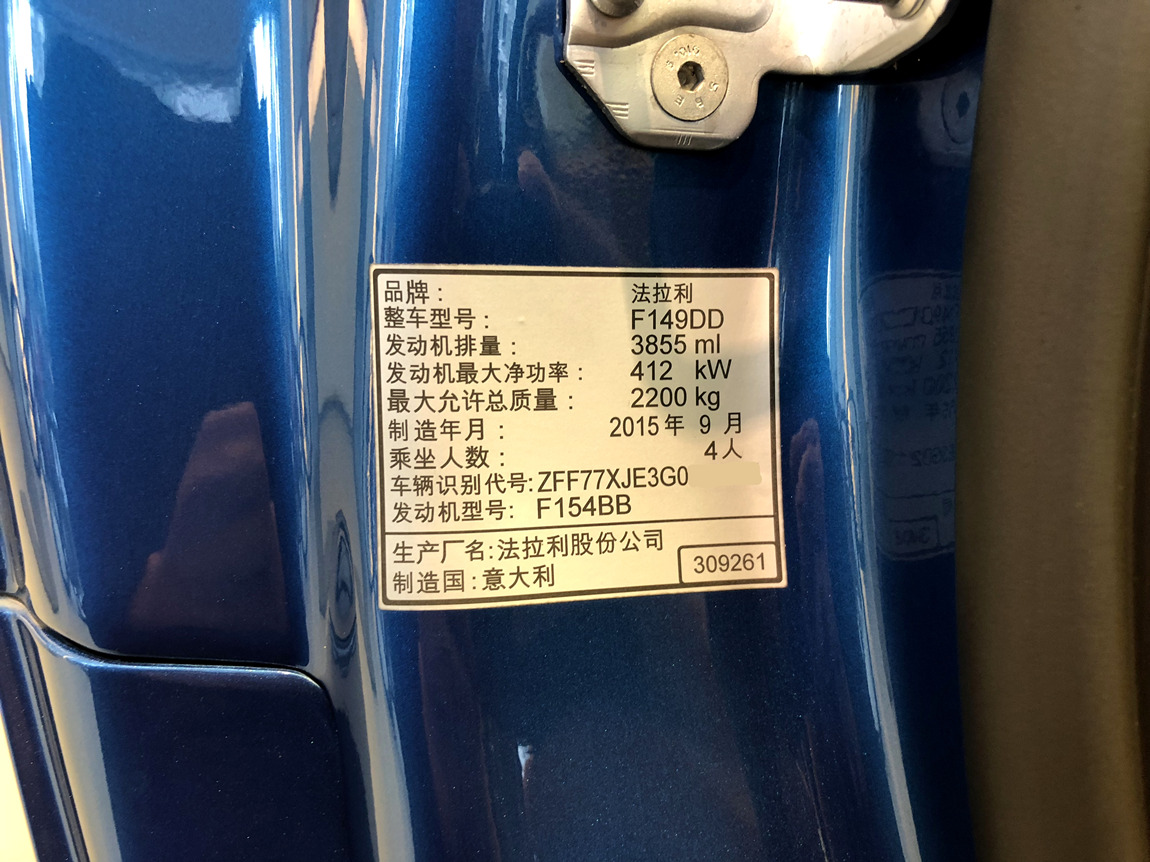 品牌： 法拉利
整车型号： F149DD
发动机排量： 3855 ml
发动机最大净功率： 412 kW
最大允许总质量： 2200 kg
制造年月： 2015年 9 月
乘坐人数： 4人
车辆识别代号:ZFF77XJE3G0
发动机型号: F154BB
生产厂名:法拉利股份公司
制造国:意大利
309261